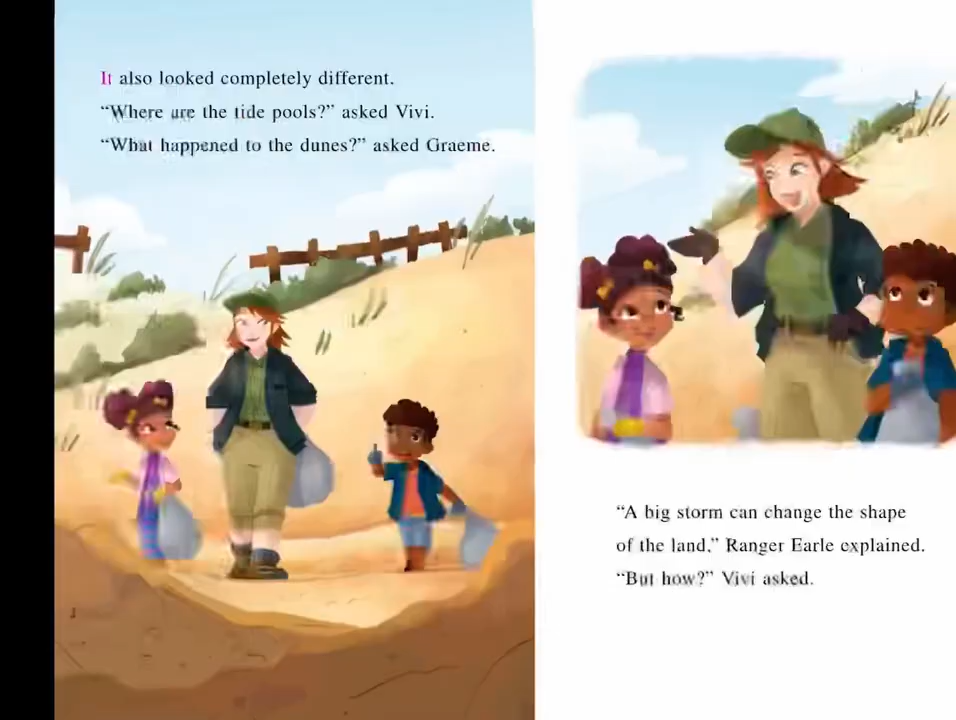 It also looked completely different.
“Where are the tide pools?” asked Vivi.
“What happened to the dunes?” asked Graeme.
“A big storm can change the shape
of the land,” Ranger Earle explained.
“But how?” Vivi asked.